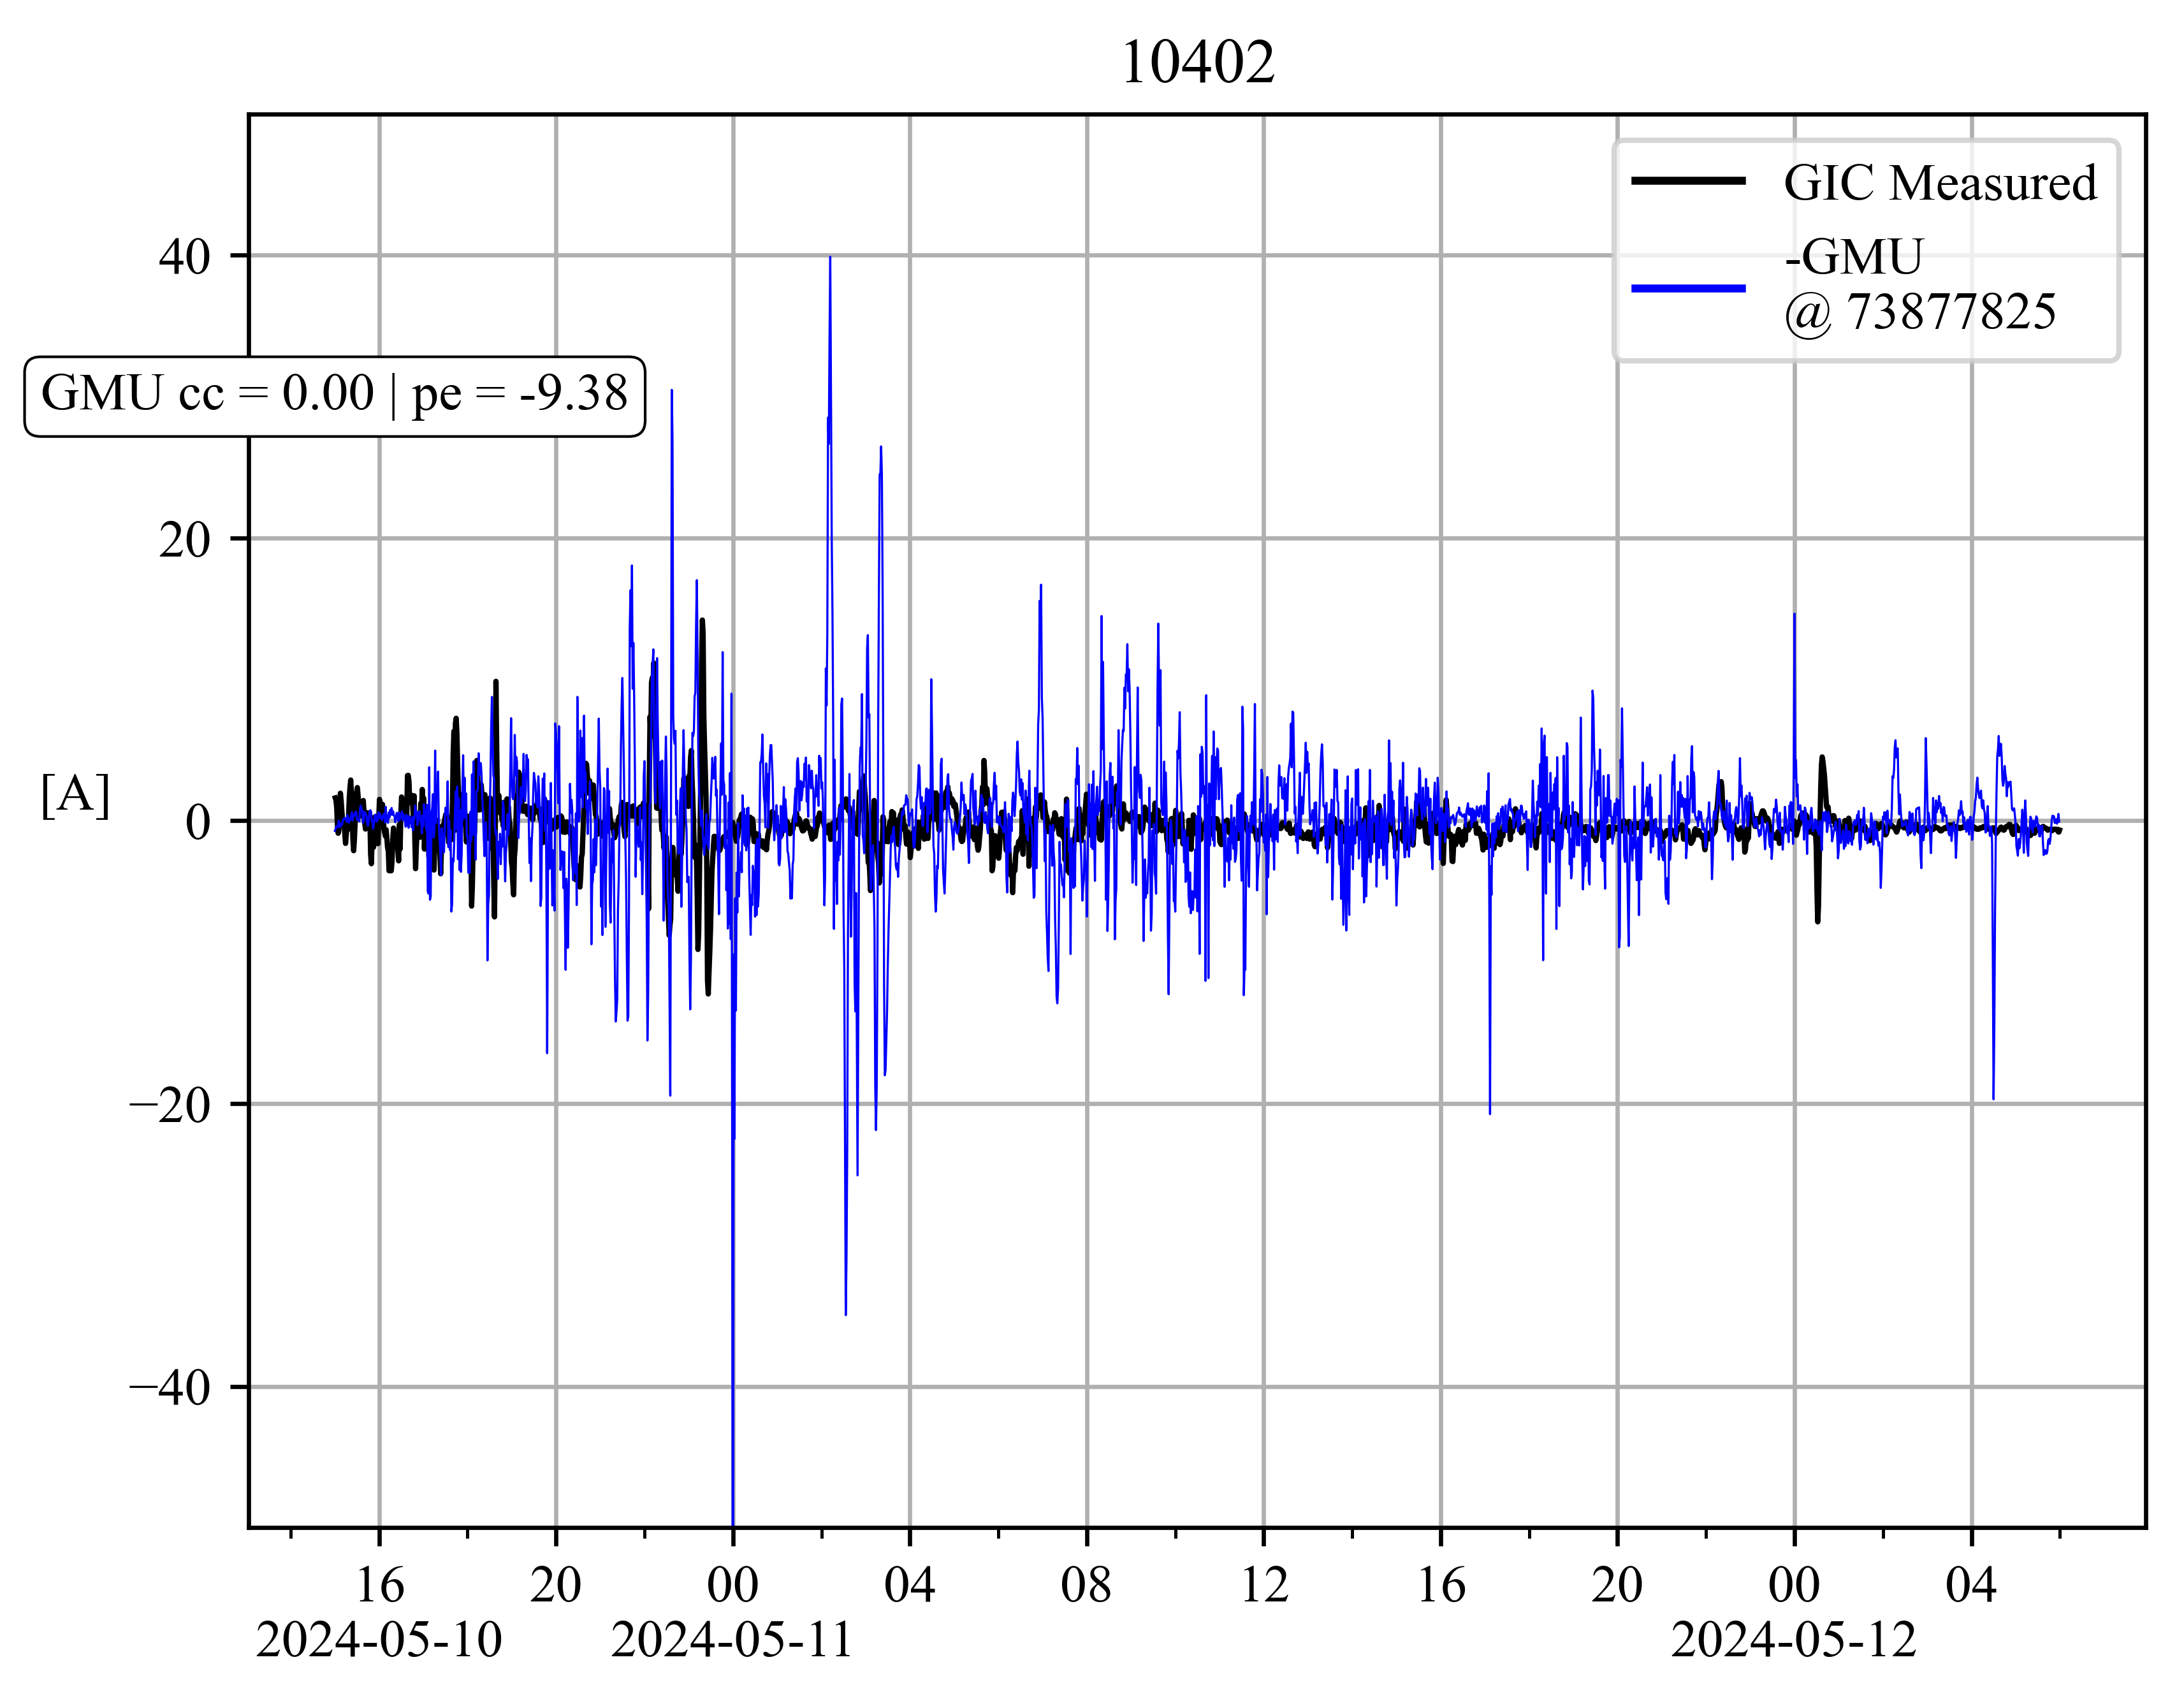 10402
GIC Measured
-GMU
@ 73877825
GMU cc = 0.00 | pe = -9.38
[A]
40
20
0
−20
−40
16 20 00 04 08 12 16 20 00 04
2024-05-10 2024-05-11 2024-05-12